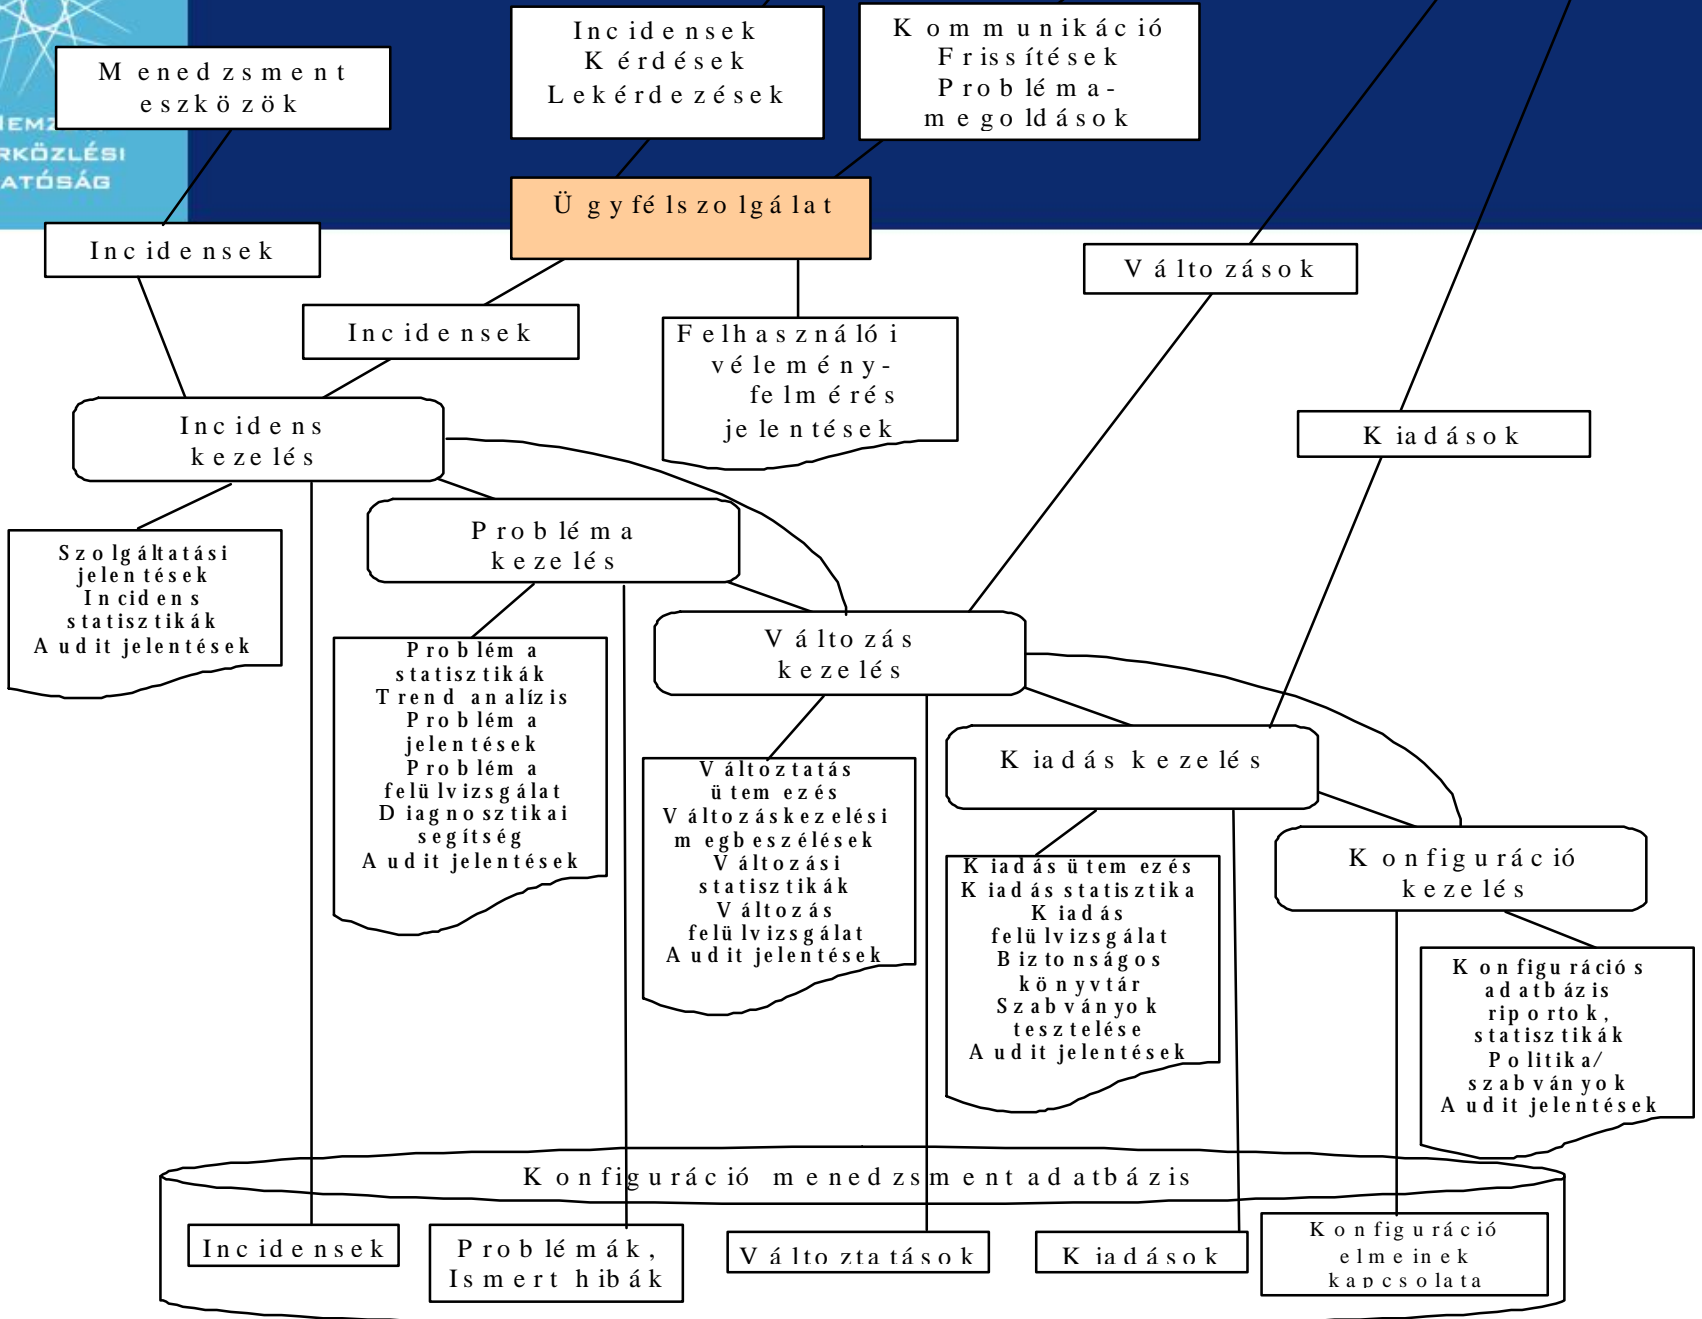 Menedzsment
eszközök
Incidensek
Kérdések
Lekérdezések
Kommunikáció
Frissítések
Probléma-
megoldások
RKÖZLÉSI
ATÓSÁG
Ügyfélszolgálat
Incidensek
Változások
Incidensek
Felhasználói
vélemény-
felmérés
jelentések
Kiadások
Incidens
kezelés
Probléma
kezelés
Szolgáltatási
jelentések
Incidens
statisztikák
Audit jelentések
Változás
kezelés
Probléma
statisztikák
Trend analízis
Probléma
jelentések
Probléma
felülvizsgálat
Diagnosztikai
segítség
Audit jelentések
Kiadás kezelés
Változtatás
ütemezés
Változáskezelési
megbeszélések
Változási
statisztikák
Változás
felülvizsgálat
Audit jelentések
Konfiguráció
kezelés
Kiadás ütemezés
Kiadás statisztika
Kiadás
felülvizsgálat
Biztonságos
könyvtár
Szabványok
tesztelése
Audit jelentések
Konfigurációs
adatbázis
riportok,
statisztikák
Politika/
szabványok
Audit jelentések
Konfiguráció menedzsment adatbázis
Incidensek
Problémák,
Ismert hibák
Változtatások
Kiadások
Konfiguráció
elmeinek
kapcsolata